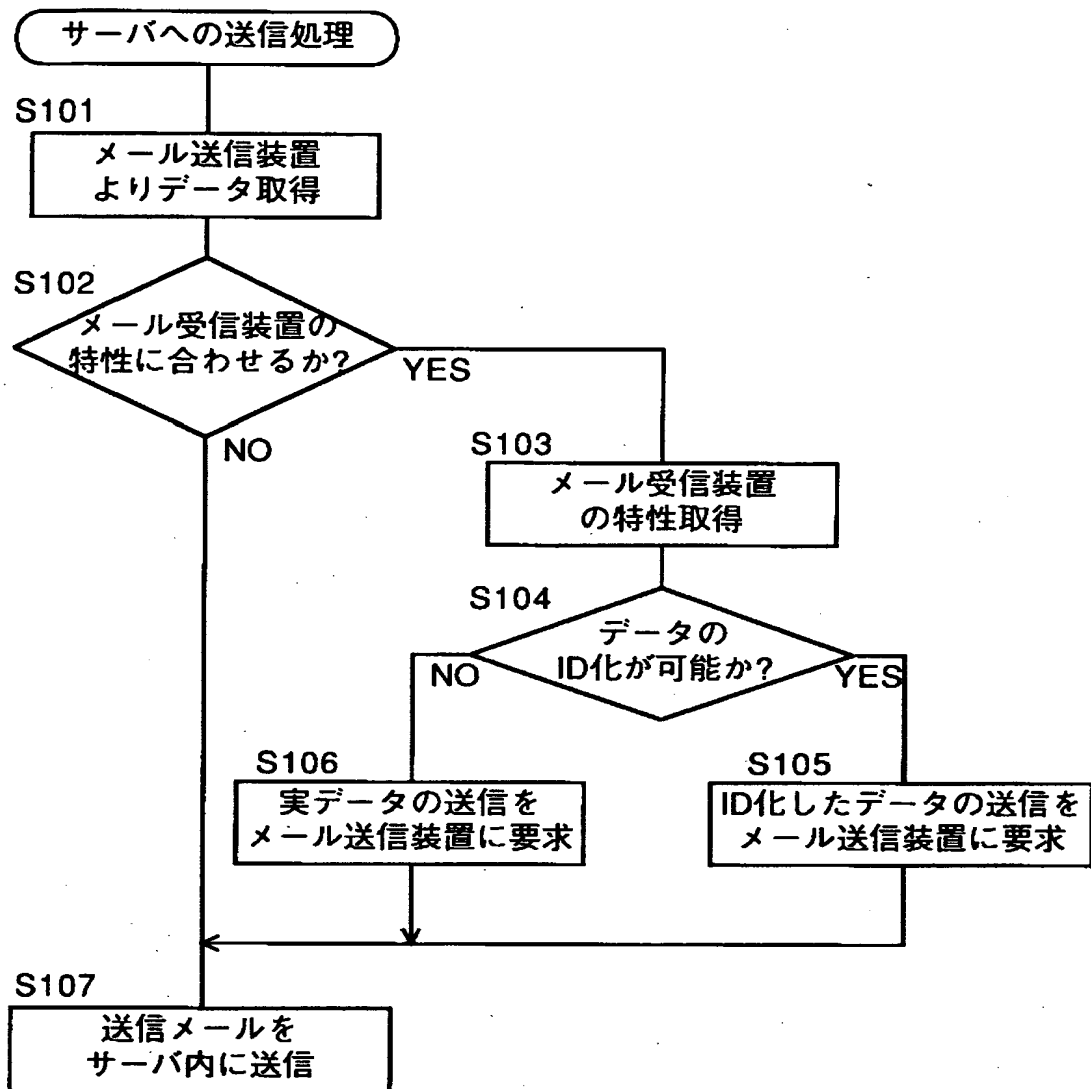 サーバへの送信処理
S101
メール送信装置
よりデータ取得
S102
メール受信装置の
特性に合わせるか?
YES
NO
S103
メール受信装置
の特性取得
S104
データの
ID化が可能か?
NO
YES
S106
実データの送信を
メール送信装置に要求
S105
ID化したデータの送信を
メール送信装置に要求
S107
送信メールを
サーバ内に送信